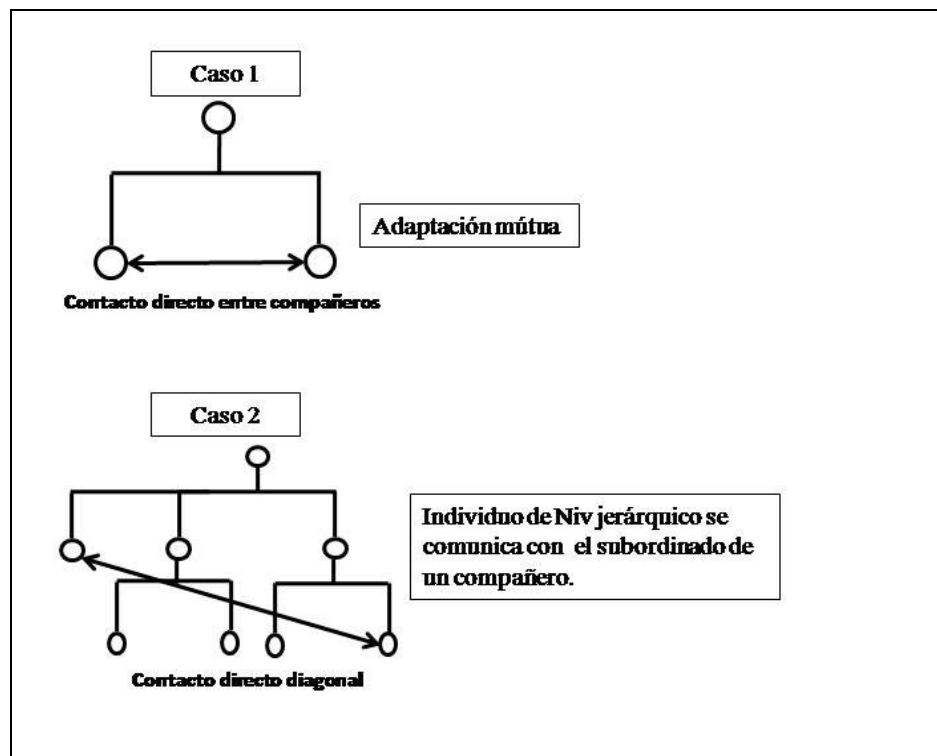 Caso 1
Adaptación mútua
Contacto directo entre compañeros
Caso 2
Individuo de Niv jerárquico se
comunica con el subordinado de
un compañero.
Contacto directo diagonal